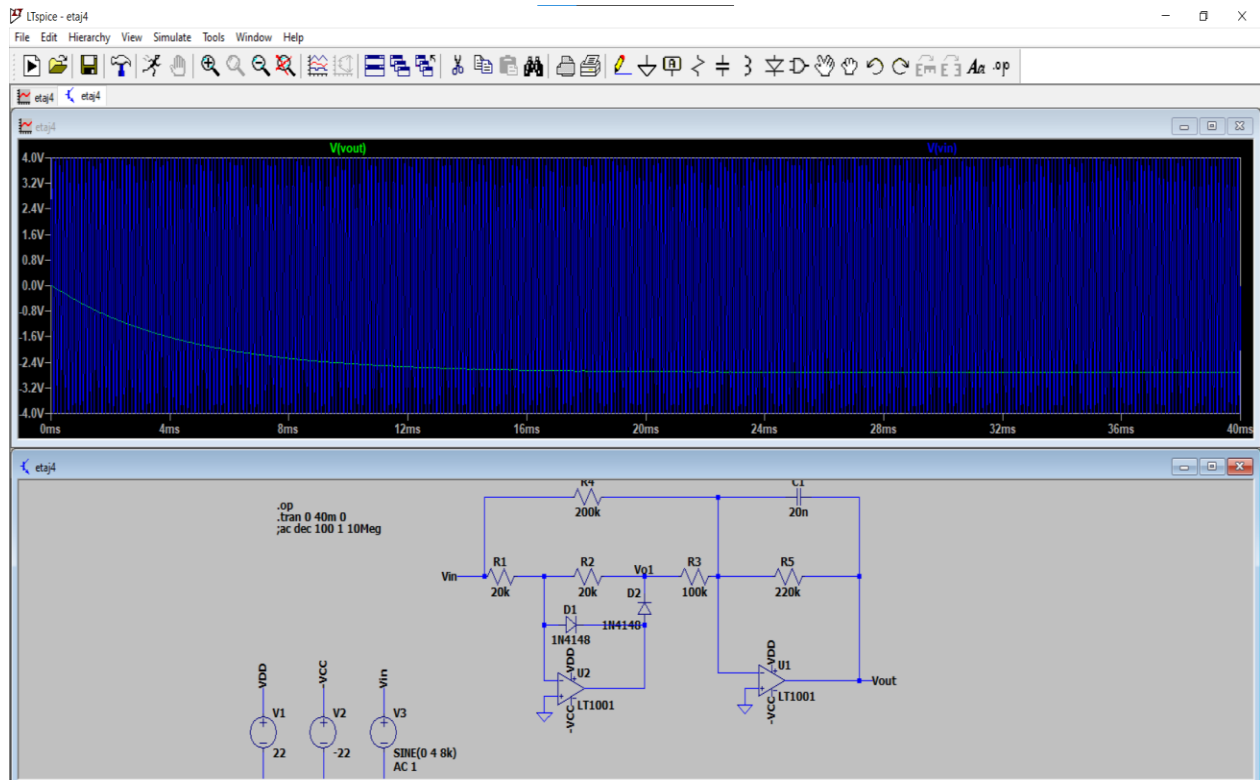 LTspice - etaj4
File Edit Hierarchy View Simulate Tools Window Help
Aa .op
etaj4 etaj4
etaj4
V(vout) V(vin)
4.0V
3.2V
2.4V
1.6V
0.8V
0.0V
-0.8V
-1.6V
-2.4V
-3.2V
-4.0V
0ms 4ms 8ms 12ms 16ms 20ms 24ms 28ms 32ms 36ms 40ms
etaj4
.op
.tran 0 40m 0
;ac dec 100 1 10Meg
R4
200k
C1
20n
Vin
R1
20k
R2
20k
Vo1
R3
100k
R5
220k
D1
1N4148
D2
1N4148
VDD
U2
LT1001
-VCC
VDD
U1
LT1001
-VCC
Vout
VDD
V1
22
-VCC
V2
-22
Vin
V3
SINE(0 4 8k)
AC 1